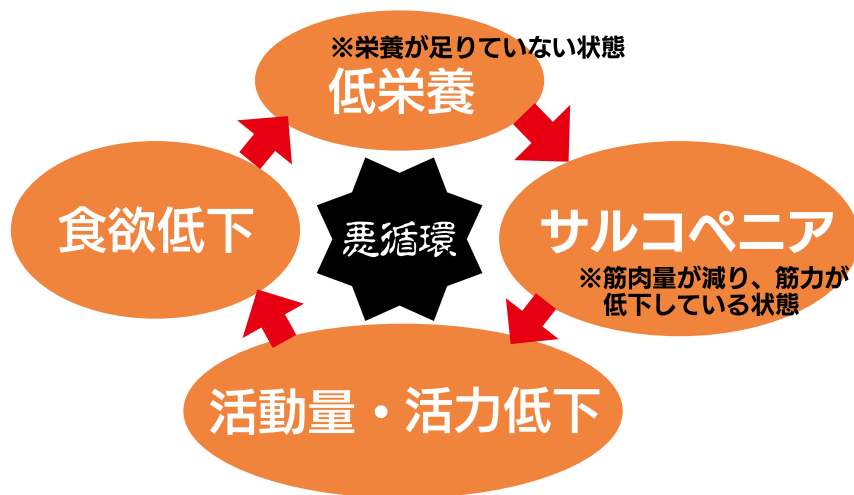 ※栄養が足りていない状態
低栄養
食欲低下
悪循環
サルコペニア
※筋肉量が減り、筋力が
低下している状態
活動量・活力低下